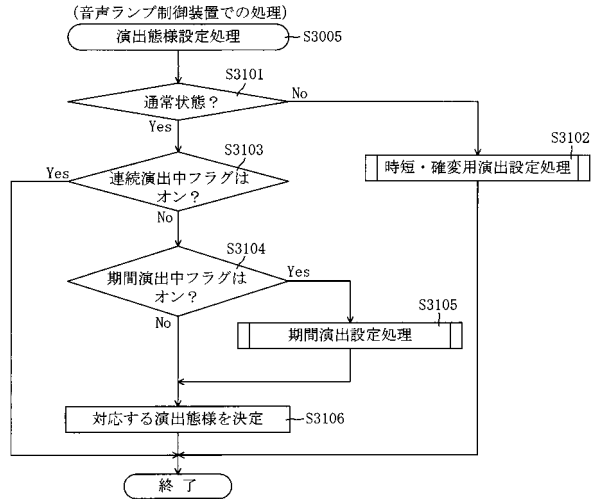 (音声ランプ制御装置での処理)
演出態様設定処理
S3005
S3101
通常状態？
No
Yes
S3102
時短・確変用演出設定処理
S3103
Yes
連続演出中フラグは
オン？
No
S3104
期間演出中フラグは
オン？
Yes
No
S3105
期間演出設定処理
対応する演出態様を決定
S3106
終 了